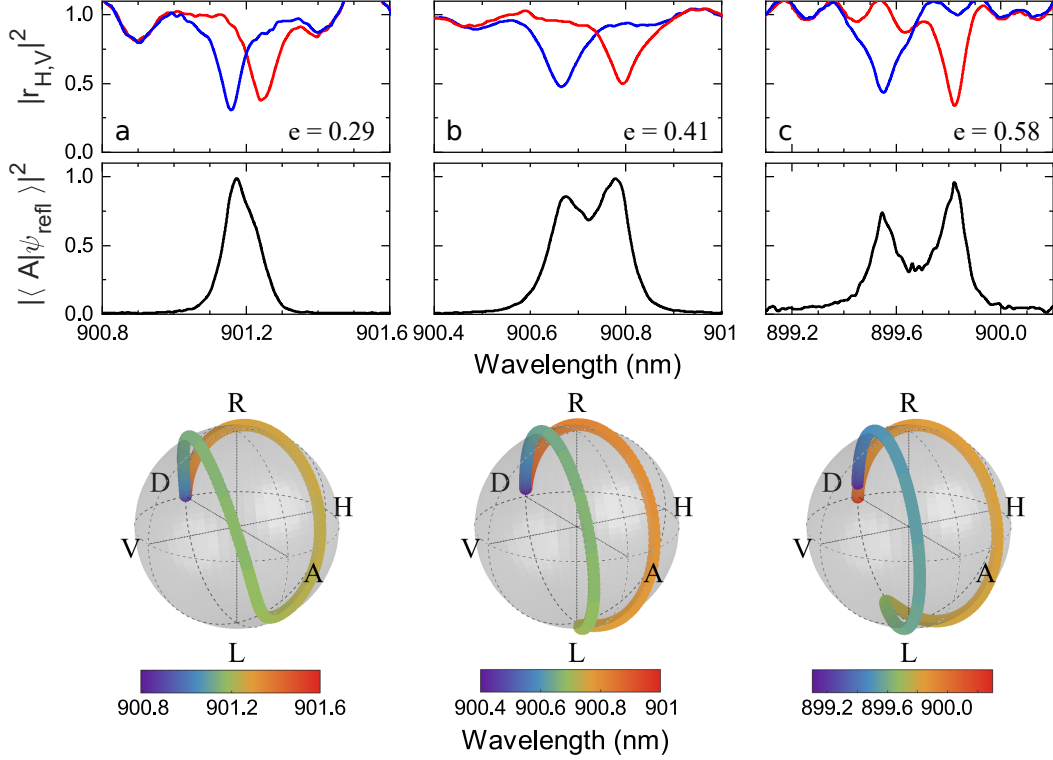 1.0
0.5
0.0
|r_H,V|^2
a
e = 0.29
b
e = 0.41
c
e = 0.58
1.0
0.5
0.0
|⟨ A|ψ_refl ⟩|^2
900.8 901.2 901.6
900.4 900.6 900.8 901
899.2 899.6 900.0
Wavelength (nm)
R R R
D H D H D H
V A V A V A
L L L
900.8 901.2 901.6
900.4 900.6 900.8 901
899.2 899.6 900.0
Wavelength (nm)